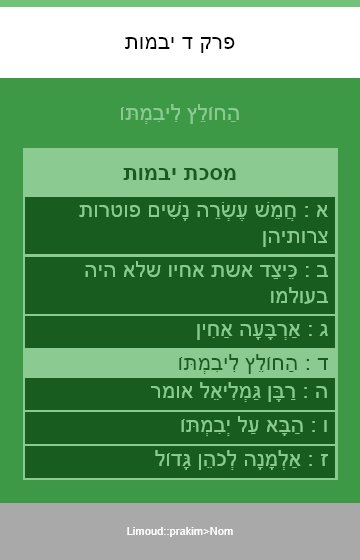 פרק ד יבמות
הַחוֹלֵץ לִיבִמְתּוֹ
מסכת יבמות
א : חֲמֵשׁ עֶשְׂרֵה נָשִׁים פוטרות
צרותיהן
ב : כֵּיצַד אשת אחיו שלא היה
בעולמו
ג : אַרְבָּעָה אַחִין
ד : הַחוֹלֵץ לִיבִמְתּוֹ
ה : רַבָּן גַּמְלִיאֵל אומר
ו : הַבָּא עַל יְבִמְתּוֹ
ז : אַלְמָנָה לְכֹהֵן גָּדוֹל
Limoud::prakim>Nom